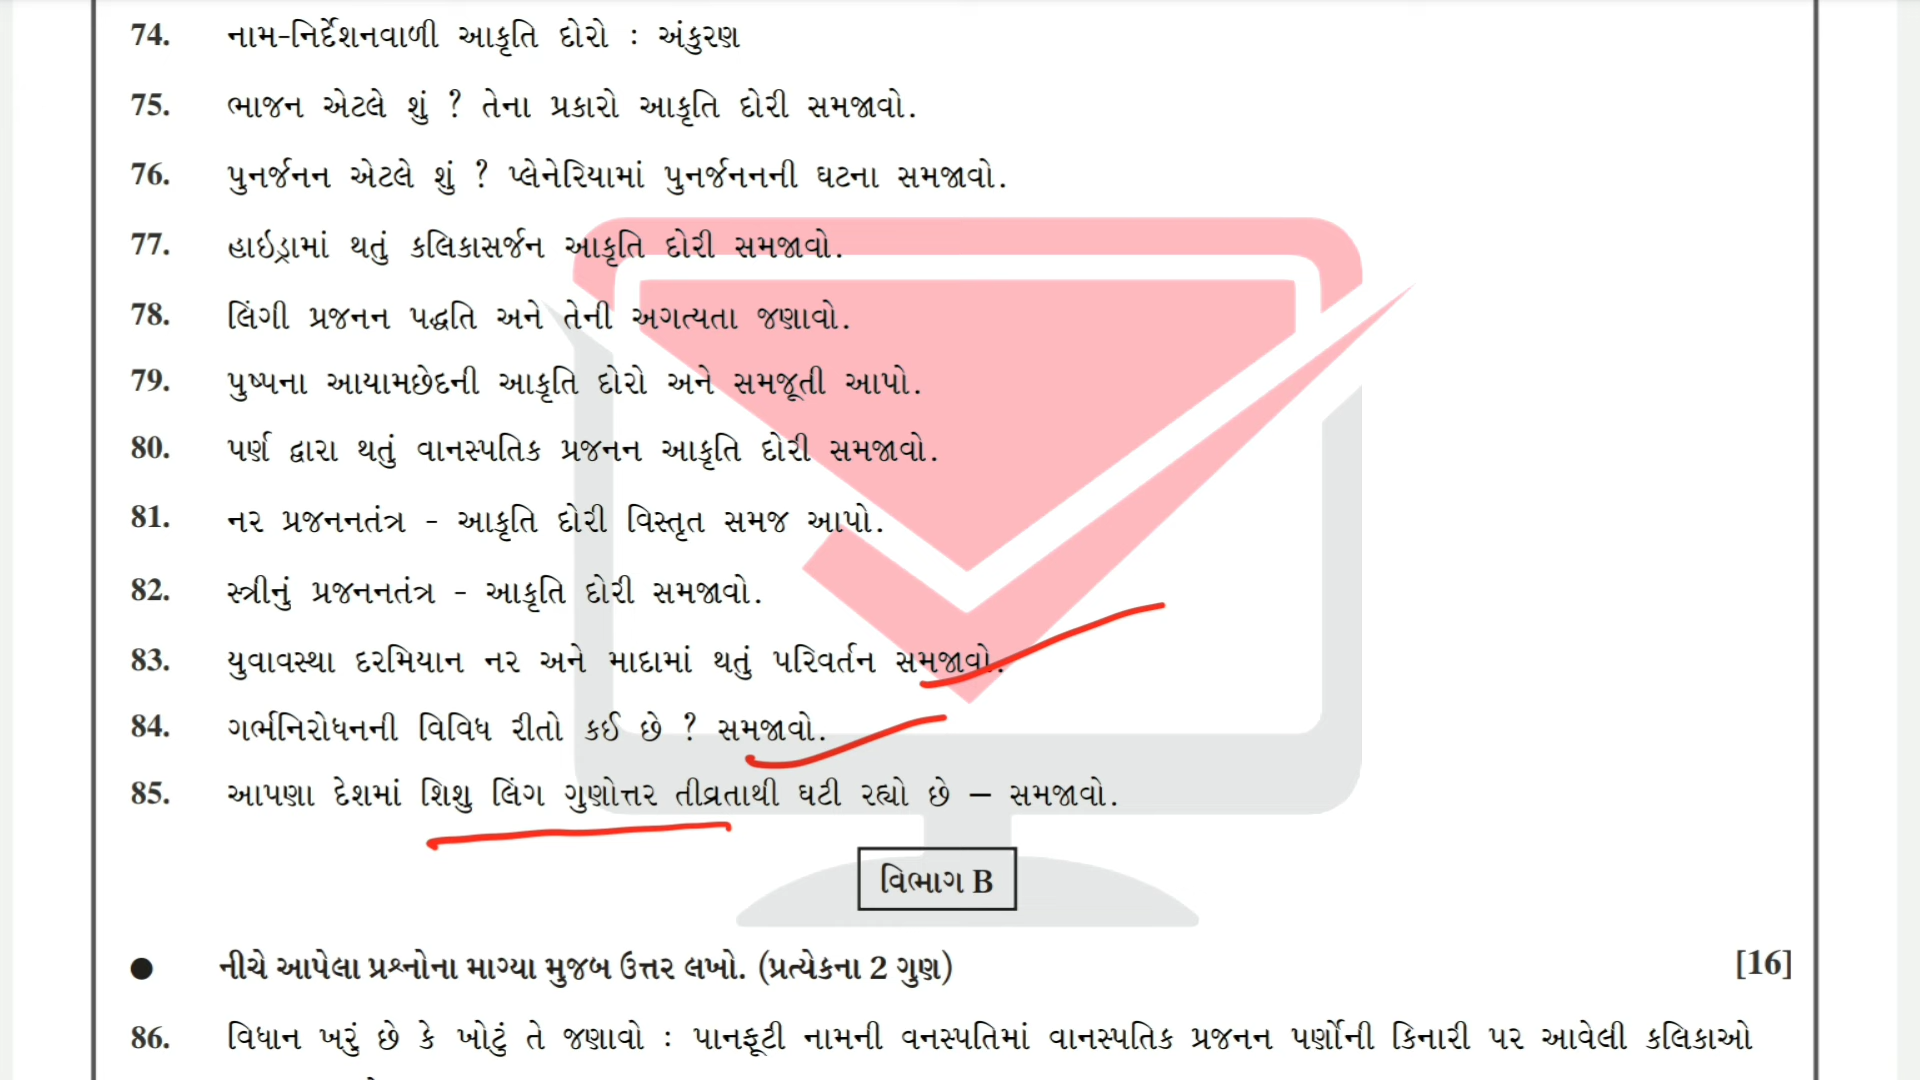 74. નામ-નિર્દેશનવાળી આકૃતિ દોરો : અંકુરણ
75. ભાજન એટલે શું ? તેના પ્રકારો આકૃતિ દોરી સમજાવો.
76. પુનર્જનન એટલે શું ? પ્લેનેરિયામાં પુનર્જનનની ઘટના સમજાવો.
77. હાઇડ્રામાં થતું કલિકાસર્જન આકૃતિ દોરી સમજાવો.
78. લિંગી પ્રજનન પદ્ધતિ અને તેની અગત્યતા જણાવો.
79. પુષ્પના આયામછેદની આકૃતિ દોરો અને સમજૂતી આપો.
80. પર્ણ દ્વારા થતું વાનસ્પતિક પ્રજનન આકૃતિ દોરી સમજાવો.
81. નર પ્રજનનતંત્ર - આકૃતિ દોરી વિસ્તૃત સમજ આપો.
82. સ્ત્રીનું પ્રજનનતંત્ર - આકૃતિ દોરી સમજાવો.
83. યુવાવસ્થા દરમિયાન નર અને માદામાં થતું પરિવર્તન સમજાવો.
84. ગર્ભનિરોધનની વિવિધ રીતો કઈ છે ? સમજાવો.
85. આપણા દેશમાં શિશુ લિંગ ગુણોત્તર તીવ્રતાથી ઘટી રહ્યો છે – સમજાવો.
વિભાગ B
● નીચે આપેલા પ્રશ્નોના માગ્યા મુજબ ઉત્તર લખો. (પ્રત્યેકના 2 ગુણ) [16]
86. વિધાન ખરું છે કે ખોટું તે જણાવો : પાનફૂટી નામની વનસ્પતિમાં વાનસ્પતિક પ્રજનન પર્ણોની કિનારી પર આવેલી કલિકાઓ